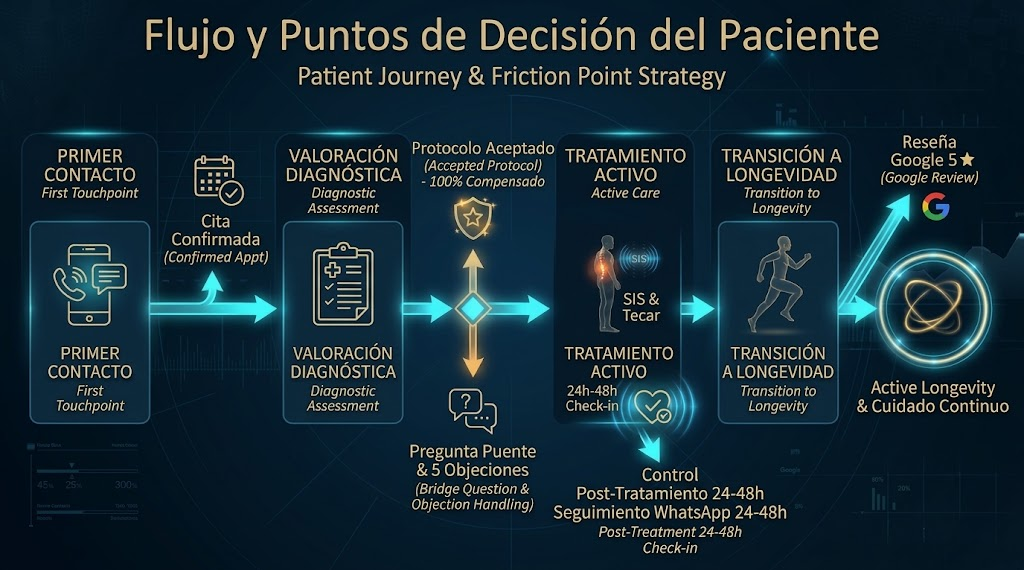 Flujo y Puntos de Decisión del Paciente
Patient Journey & Friction Point Strategy
PRIMER
CONTACTO
First Touchpoint
PRIMER
CONTACTO
First
Touchpoint
Cita
Confirmada
(Confirmed Appt)
VALORACIÓN
DIAGNÓSTICA
Diagnostic
Assessment
VALORACIÓN
DIAGNÓSTICA
Diagnostic
Assessment
Protocolo Aceptado
(Accepted Protocol)
- 100% Compensado
Pregunta Puente
& 5 Objeciones
(Bridge Question &
Objection Handling)
TRATAMIENTO
ACTIVO
Active Care
SIS
SIS &
Tecar
TRATAMIENTO
ACTIVO
24h-48h
Check-in
Control
Post-Tratamiento 24-48h
Seguimiento WhatsApp 24-48h
Post-Treatment 24-48h
Check-in
TRANSICIÓN A
LONGEVIDAD
Transition to
Longevity
TRANSICIÓN
A LONGEVIDAD
Transition to
Longevity
Reseña
Google 5★
(Google Review)
G
Active Longevity
& Cuidado Continuo
45% 25% 300%
20%